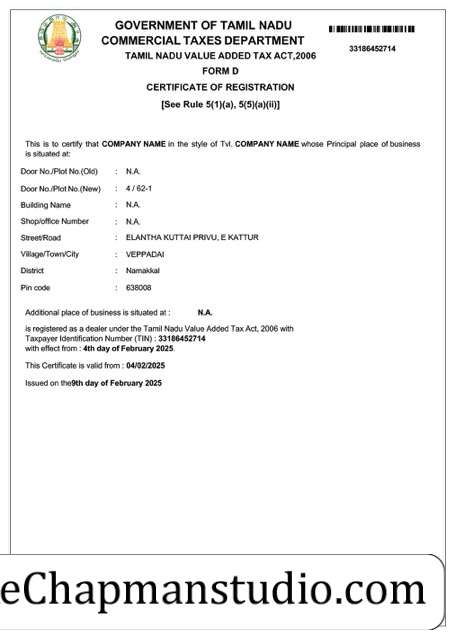 GOVERNMENT OF TAMIL NADU
COMMERCIAL TAXES DEPARTMENT
TAMIL NADU VALUE ADDED TAX ACT,2006
33186452714
FORM D
CERTIFICATE OF REGISTRATION
[See Rule 5(1)(a), 5(5)(a)(ii)]
This is to certify that COMPANY NAME in the style of Tvl. COMPANY NAME whose Principal place of business
is situated at:
Door No./Plot No.(Old) : N.A.
Door No./Plot No.(New) : 4 / 62-1
Building Name : N.A.
Shop/office Number : N.A.
Street/Road : ELANTHA KUTTAI PRIVU, E KATTUR
Village/Town/City : VEPPADAI
District : Namakkal
Pin code : 638008
Additional place of business is situated at : N.A.
is registered as a dealer under the Tamil Nadu Value Added Tax Act, 2006 with
Taxpayer Identification Number (TIN) : 33186452714
with effect from : 4th day of February 2025.
This Certificate is valid from : 04/02/2025
Issued on the9th day of February 2025
eChapmanstudio.com